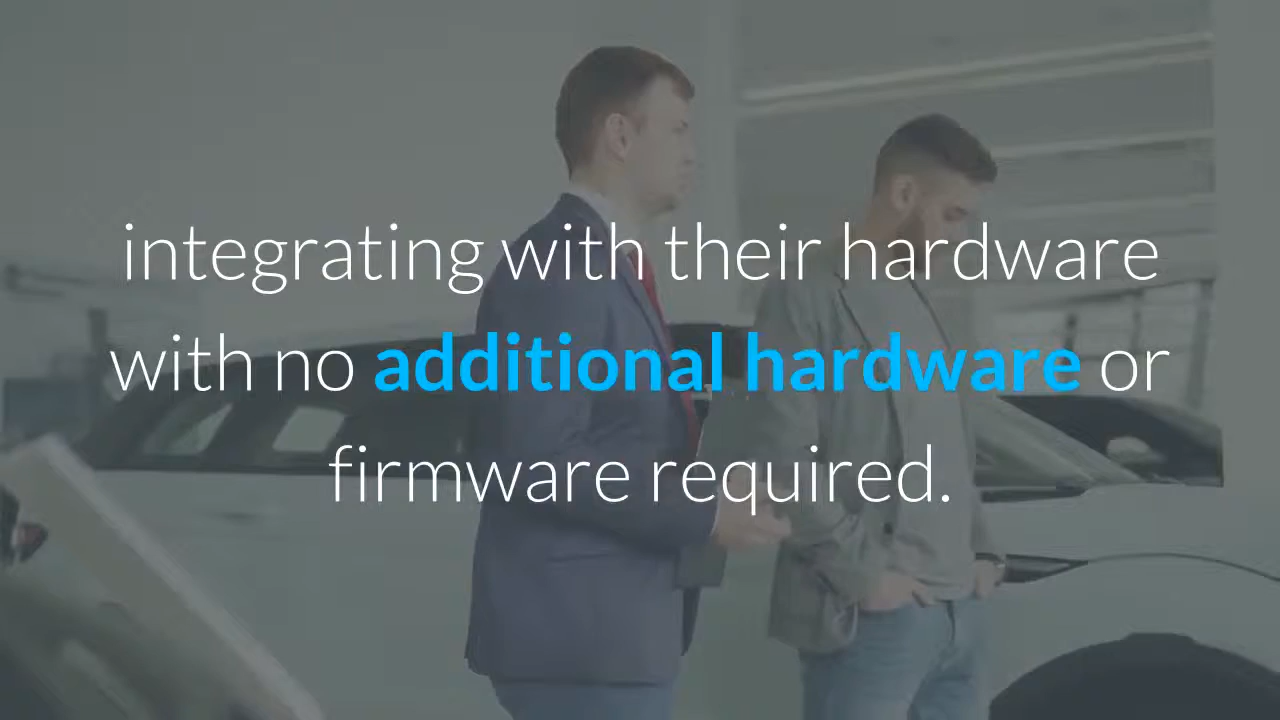 integrating with their hardware
with no additional hardware or
firmware required.